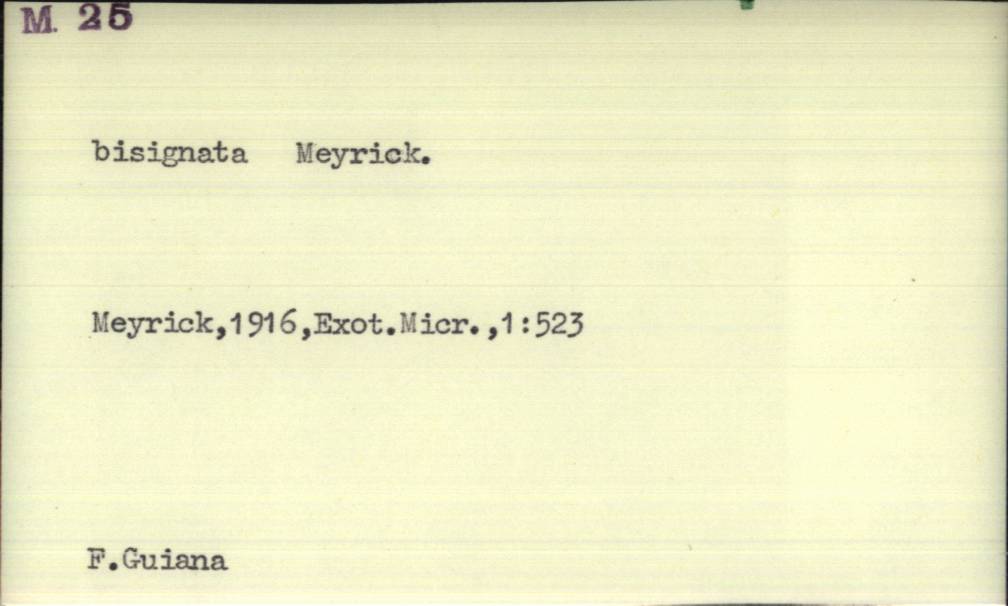 M. 25
bisignata Meyrick.
Meyrick,1916,Exot.Micr.,1:523
F.Guiana